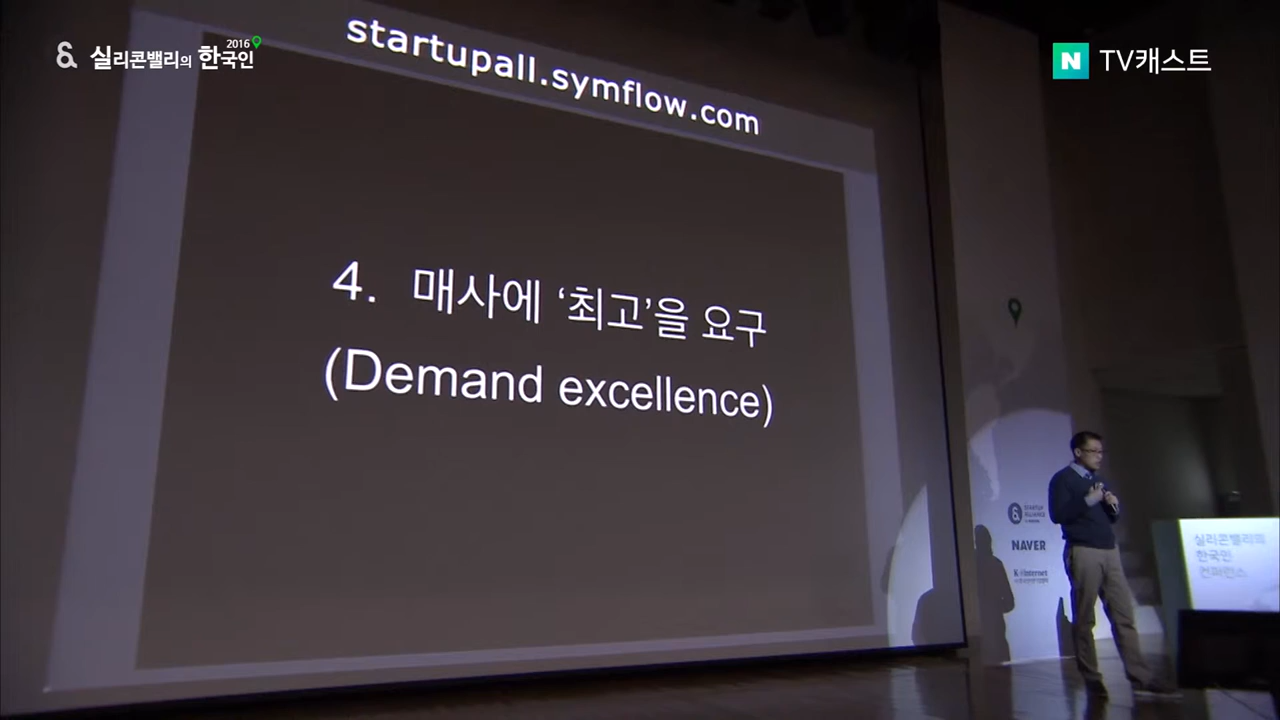 & 실리콘밸리의 한국인 2016
N TV캐스트
startupall.symflow.com
4. 매사에 ‘최고’을 요구
(Demand excellence)
& STARTUP
ALLIANCE
NAVER
실리콘밸리의
한국인
컨퍼런스